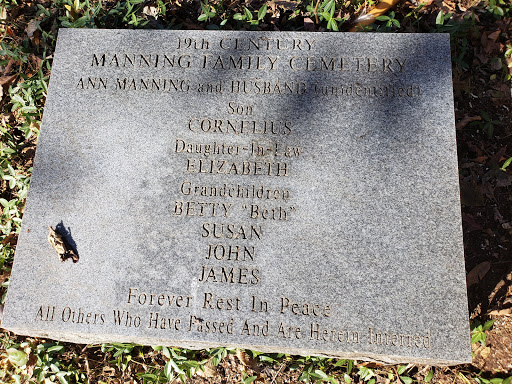 19th CENTURY
MANNING FAMILY CEMETERY
ANN MANNING and HUSBAND (unidentified)
Son
CORNELIUS
Daughter-In-Law
ELIZABETH
Grandchildren
BETTY "Beth"
SUSAN
JOHN
JAMES
Forever Rest In Peace
All Others Who Have Passed And Are Herein Interred